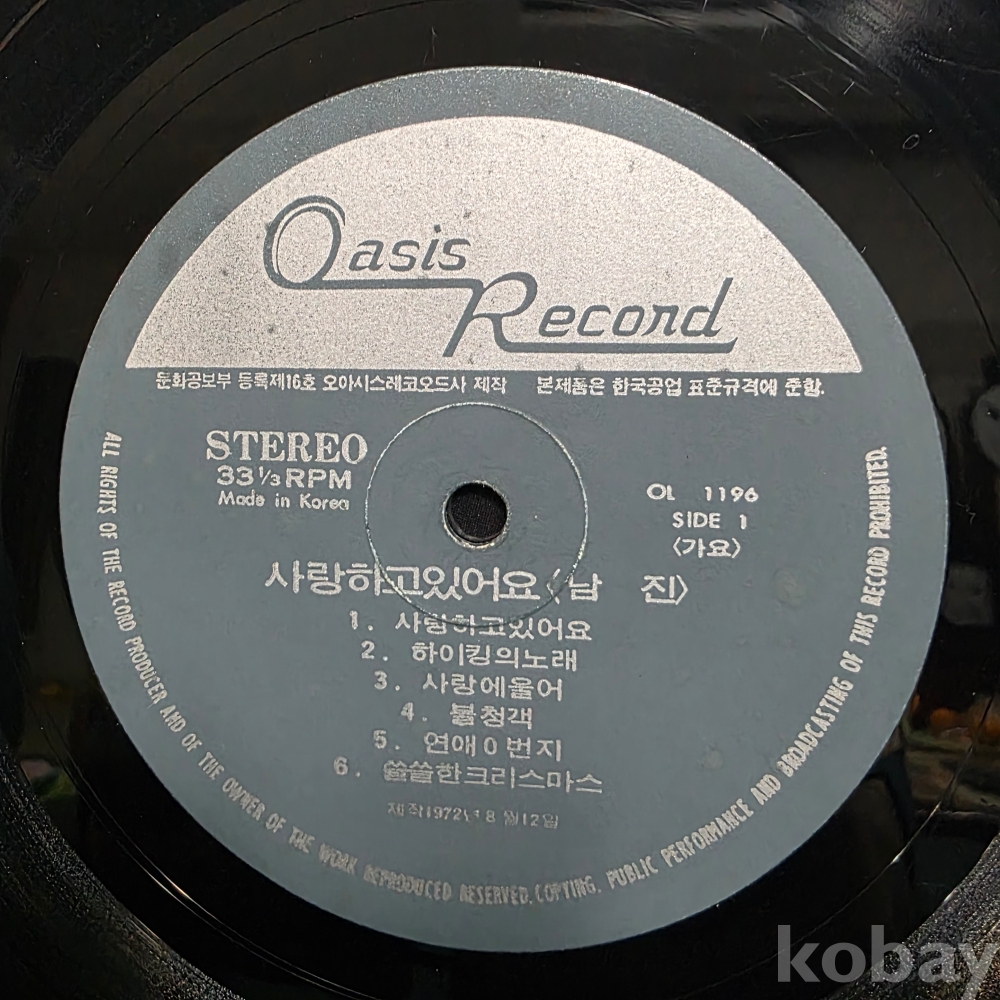 Oasis
Record
문화공보부 등록제16호 오아시스레코오드사 제작 본제품은 한국공업 표준규격에 준함.
STEREO
33 1/3 RPM
Made in Korea
OL 1196
SIDE 1
〈가요〉
사랑하고있어요〈남 진〉
1. 사랑하고있어요
2. 하이킹의노래
3. 사랑에울어
4. 불청객
5. 연애0번지
6. 쓸쓸한크리스마스
제작1972년 8월12일
ALL RIGHTS OF THE RECORD PRODUCER AND OF THE OWNER OF THE WORK REPRODUCED RESERVED. COPYING. PUBLIC PERFORMANCE AND BROADCASTING OF THIS RECORD PROHIBITED.
kobay